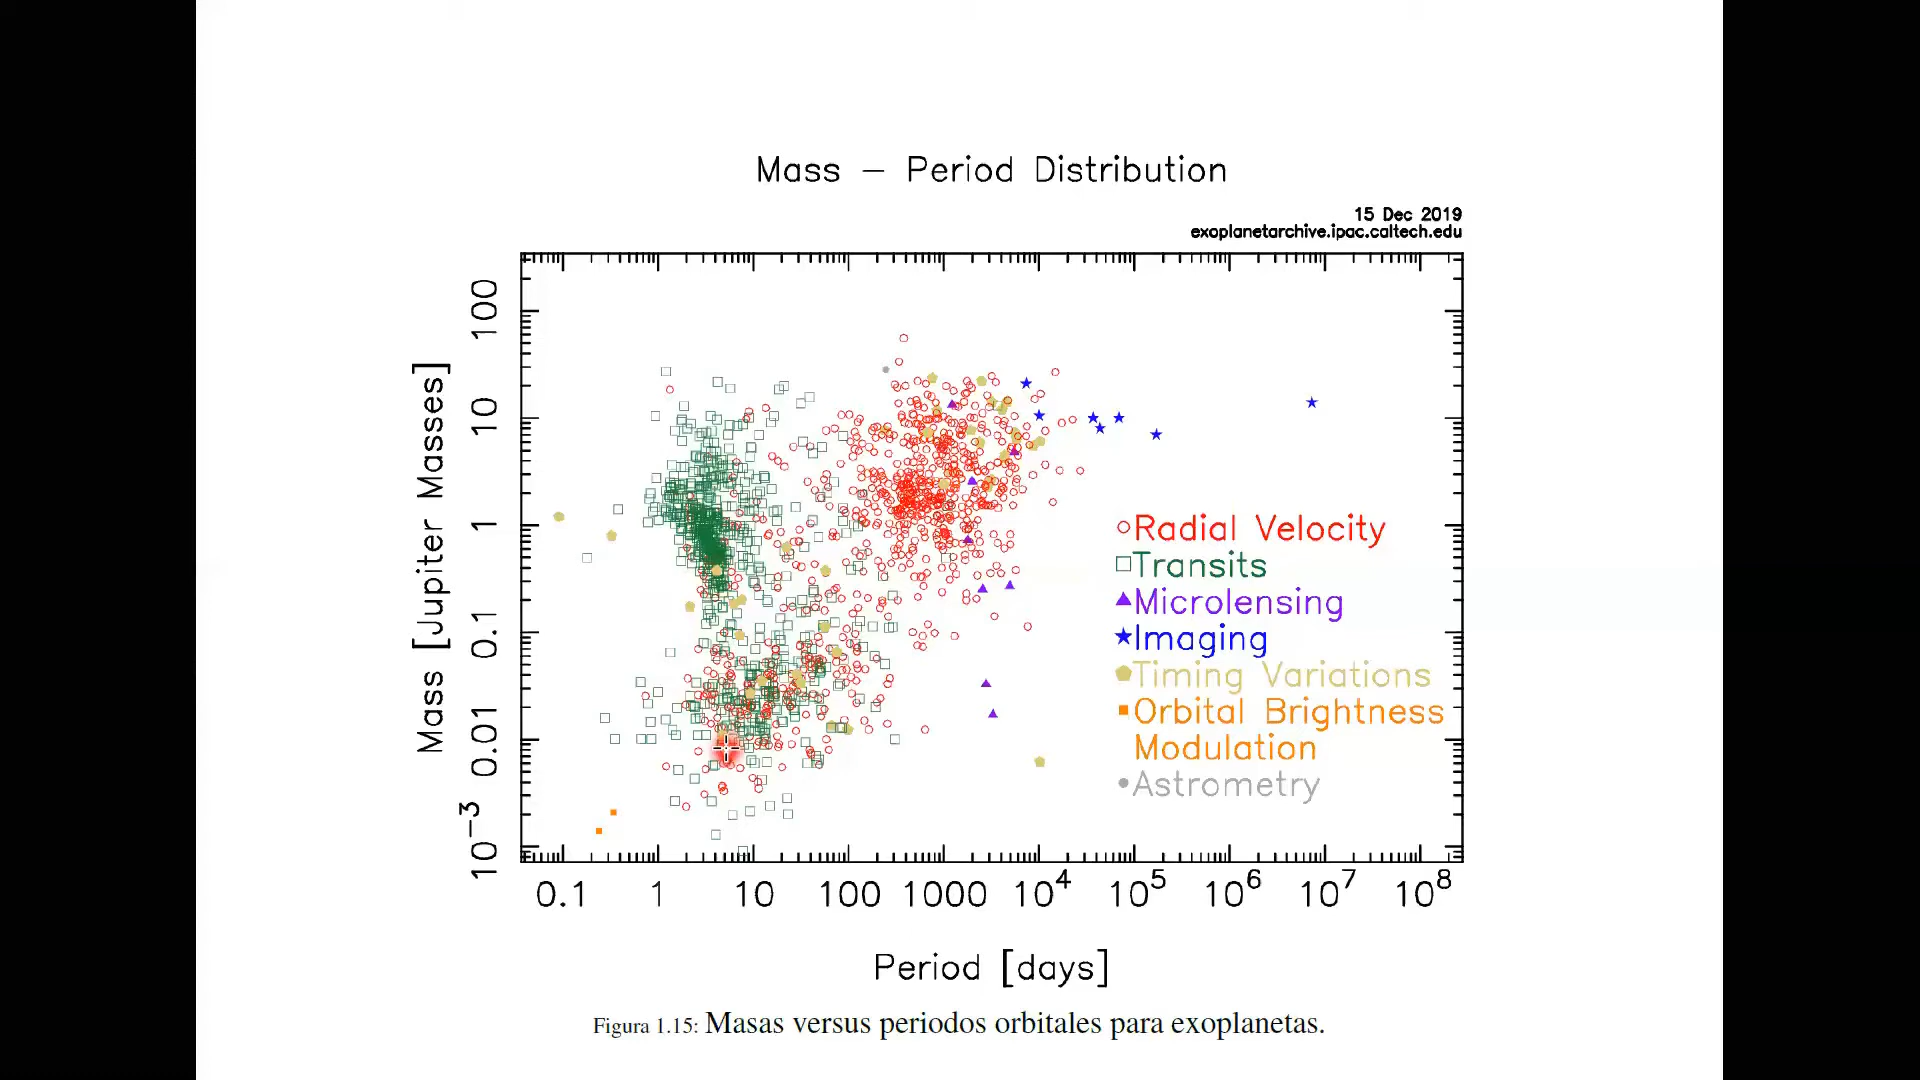 Mass – Period Distribution
15 Dec 2019
exoplanetarchive.ipac.caltech.edu
100
10
1
0.1
0.01
10⁻³
Mass [Jupiter Masses]
Radial Velocity
Transits
Microlensing
Imaging
Timing Variations
Orbital Brightness
Modulation
Astrometry
0.1 1 10 100 1000 10⁴ 10⁵ 10⁶ 10⁷ 10⁸
Period [days]
Figura 1.15: Masas versus periodos orbitales para exoplanetas.